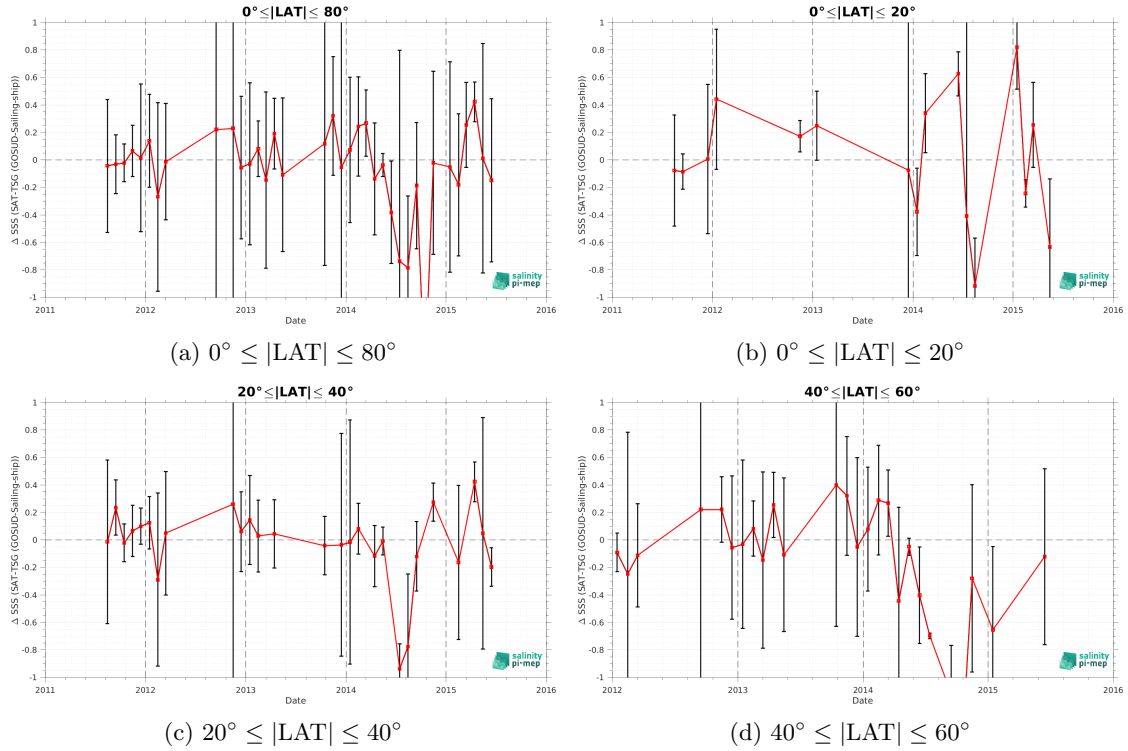 0°≤|LAT|≤ 80°
Δ SSS (SAT-TSG (GOSUD-Sailing-ship))
1
0.8
0.6
0.4
0.2
0
-0.2
-0.4
-0.6
-0.8
-1
2011 2012 2013 2014 2015 2016
Date
salinity
pi-mep
(a) 0° ≤ |LAT| ≤ 80°
0°≤|LAT|≤ 20°
Δ SSS (SAT-TSG (GOSUD-Sailing-ship))
1
0.8
0.6
0.4
0.2
0
-0.2
-0.4
-0.6
-0.8
-1
2011 2012 2013 2014 2015 2016
Date
salinity
pi-mep
(b) 0° ≤ |LAT| ≤ 20°
20°≤|LAT|≤ 40°
Δ SSS (SAT-TSG (GOSUD-Sailing-ship))
1
0.8
0.6
0.4
0.2
0
-0.2
-0.4
-0.6
-0.8
-1
2011 2012 2013 2014 2015 2016
Date
salinity
pi-mep
(c) 20° ≤ |LAT| ≤ 40°
40°≤|LAT|≤ 60°
Δ SSS (SAT-TSG (GOSUD-Sailing-ship))
1
0.8
0.6
0.4
0.2
0
-0.2
-0.4
-0.6
-0.8
-1
2012 2013 2014 2015 2016
Date
salinity
pi-mep
(d) 40° ≤ |LAT| ≤ 60°